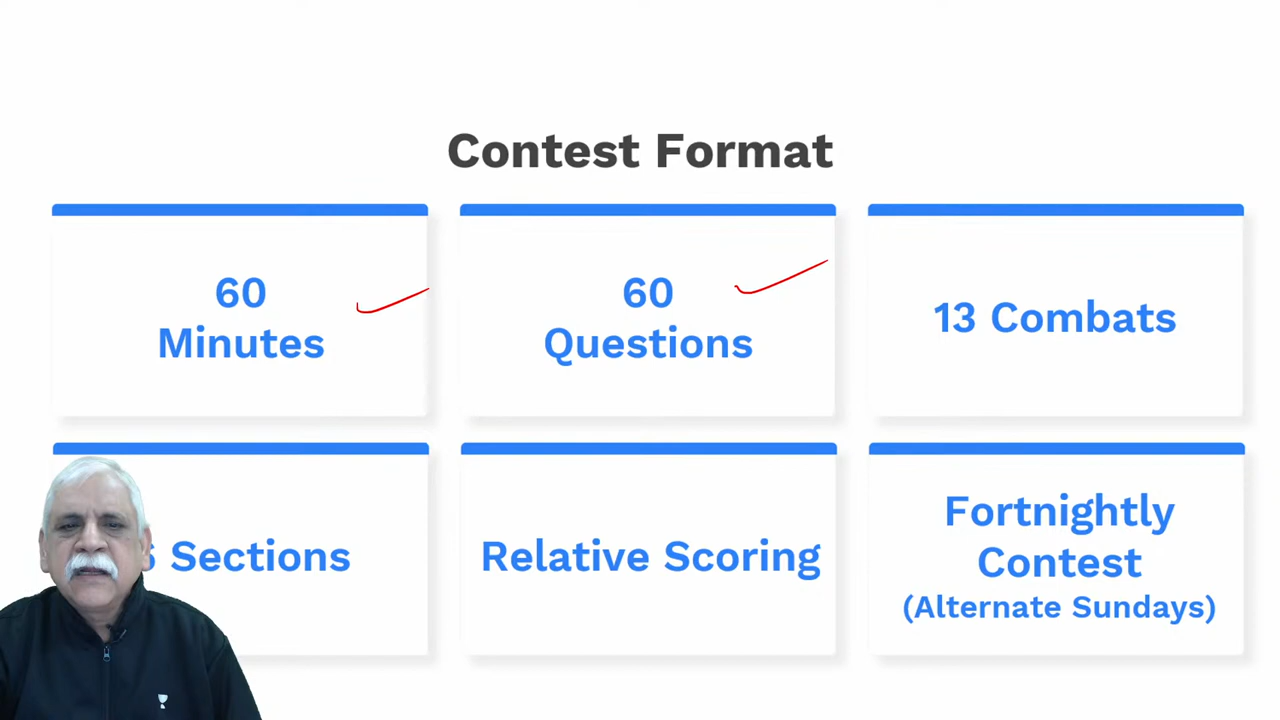 Contest Format
60
Minutes
60
Questions
13 Combats
Sections
Relative Scoring
Fortnightly
Contest
(Alternate Sundays)